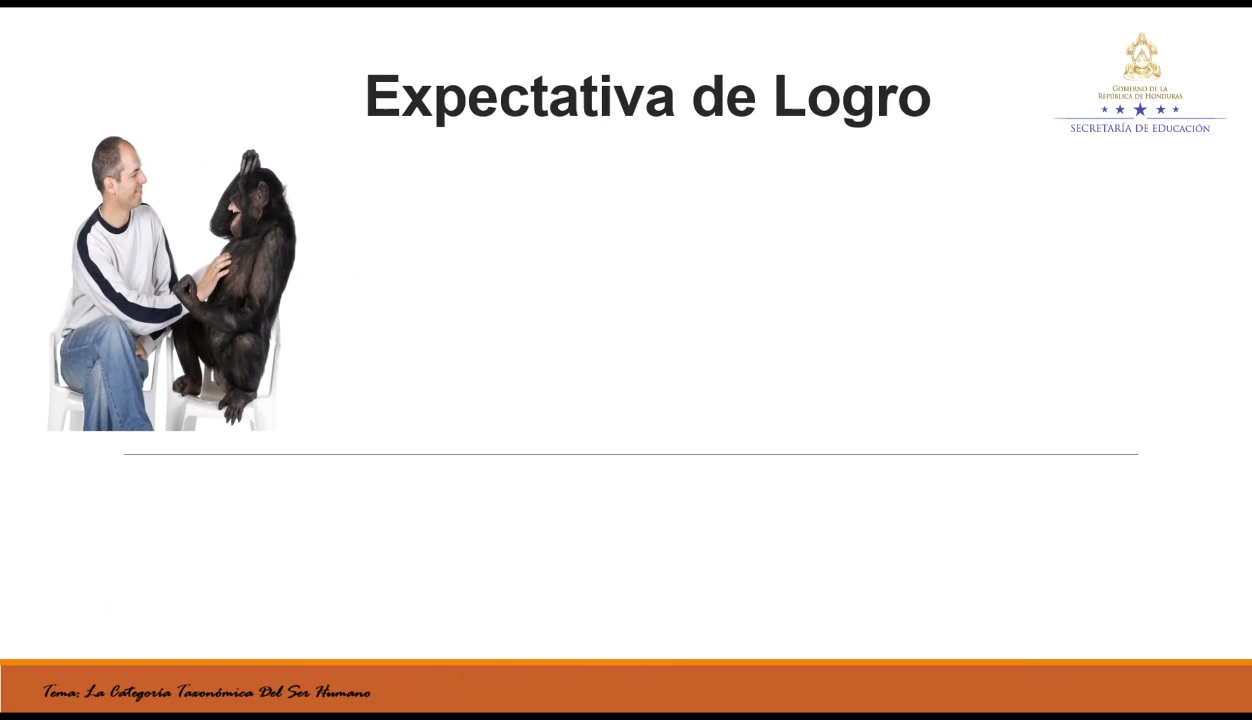 Expectativa de Logro
GOBIERNO DE LA
REPÚBLICA DE HONDURAS
SECRETARÍA DE EDUCACIÓN
Tema: La Categoría Taxonómica Del Ser Humano